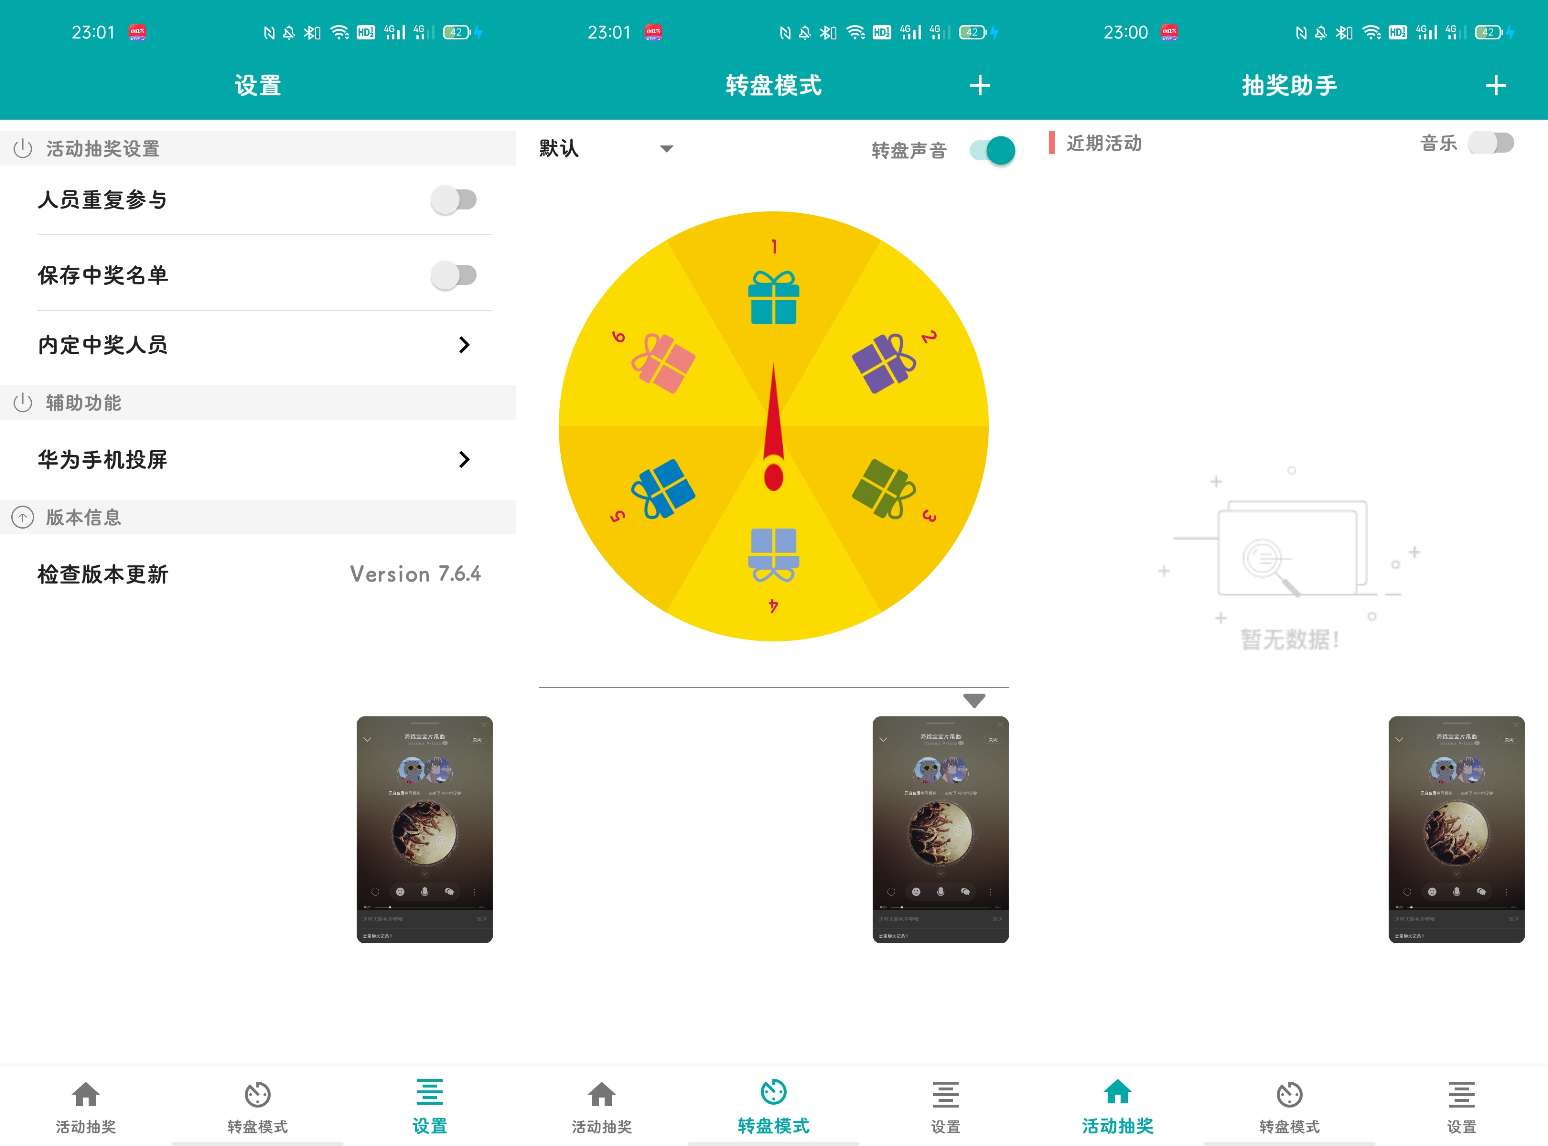 23:01
42
设置
活动抽奖设置
人员重复参与
保存中奖名单
内定中奖人员
辅助功能
华为手机投屏
版本信息
检查版本更新
Version 7.6.4
活动抽奖
转盘模式
设置
23:01
42
转盘模式
默认
转盘声音
1
2
3
4
5
6
活动抽奖
转盘模式
设置
23:00
42
抽奖助手
近期活动
音乐
暂无数据!
活动抽奖
转盘模式
设置